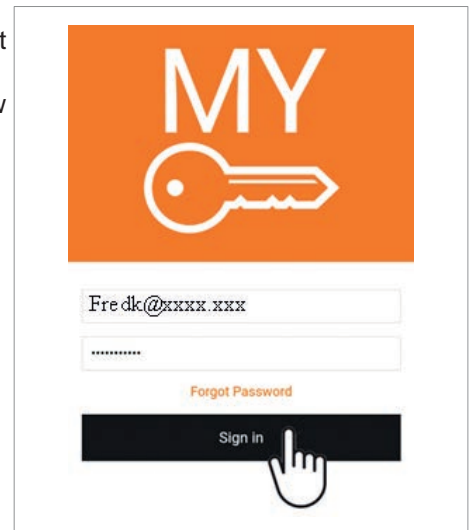 t
w
MY
Fredk@xxxx.xxx
•••••••••••
Forgot Password
Sign in